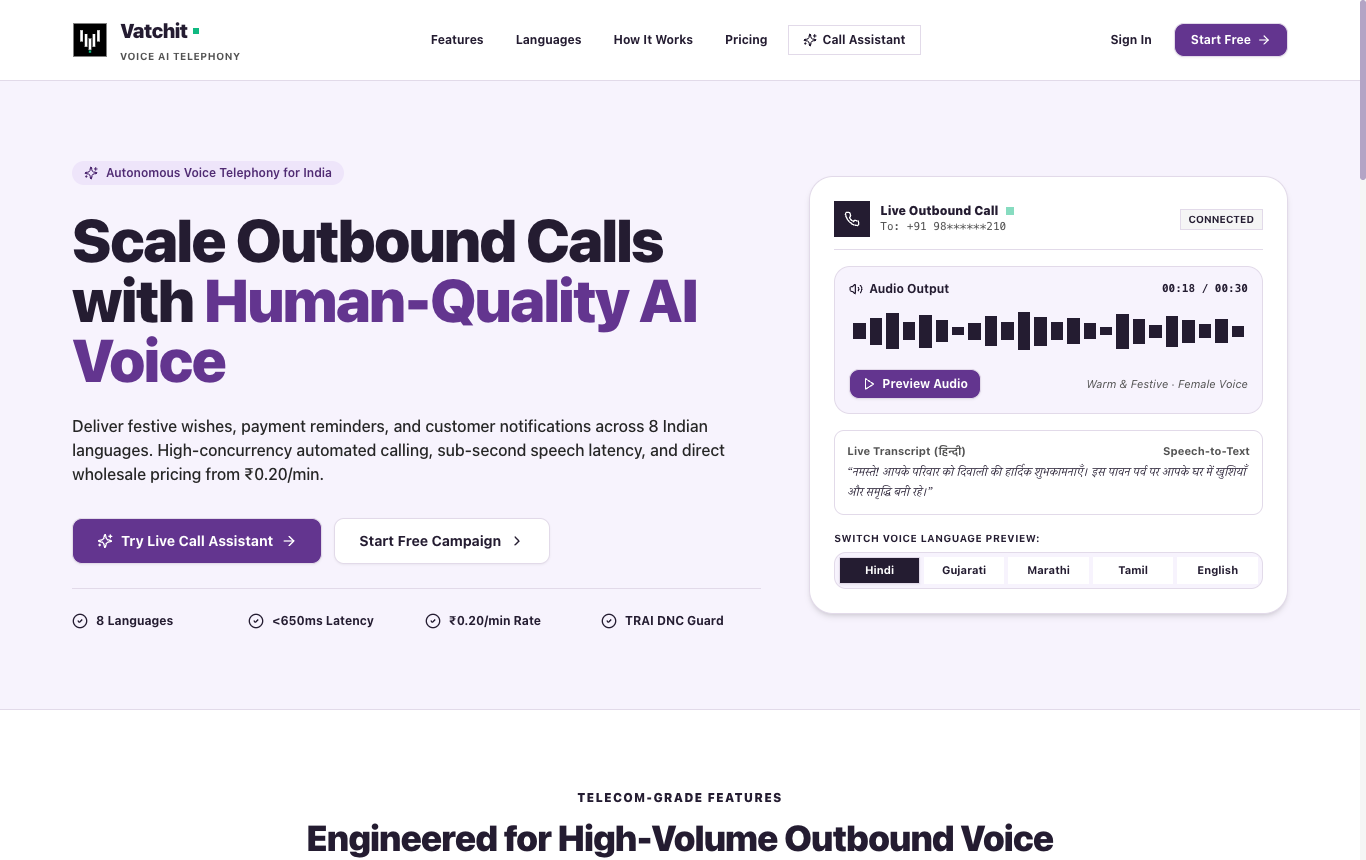 Vatchit
VOICE AI TELEPHONY
Features
Languages
How It Works
Pricing
Call Assistant
Sign In
Start Free
Autonomous Voice Telephony for India
Scale Outbound Calls
with Human-Quality AI
Voice
Deliver festive wishes, payment reminders, and customer notifications across 8 Indian
languages. High-concurrency automated calling, sub-second speech latency, and direct
wholesale pricing from ₹0.20/min.
Try Live Call Assistant
Start Free Campaign
8 Languages
<650ms Latency
₹0.20/min Rate
TRAI DNC Guard
Live Outbound Call
To: +91 98******210
CONNECTED
Audio Output
00:18 / 00:30
Preview Audio
Warm & Festive · Female Voice
Live Transcript (हिन्दी)
Speech-to-Text
“नमस्ते! आपके परिवार को दिवाली की हार्दिक शुभकामनाएँ। इस पावन पर्व पर आपके घर में खुशियाँ
और समृद्धि बनी रहे।”
SWITCH VOICE LANGUAGE PREVIEW:
Hindi
Gujarati
Marathi
Tamil
English
TELECOM-GRADE FEATURES
Engineered for High-Volume Outbound Voice